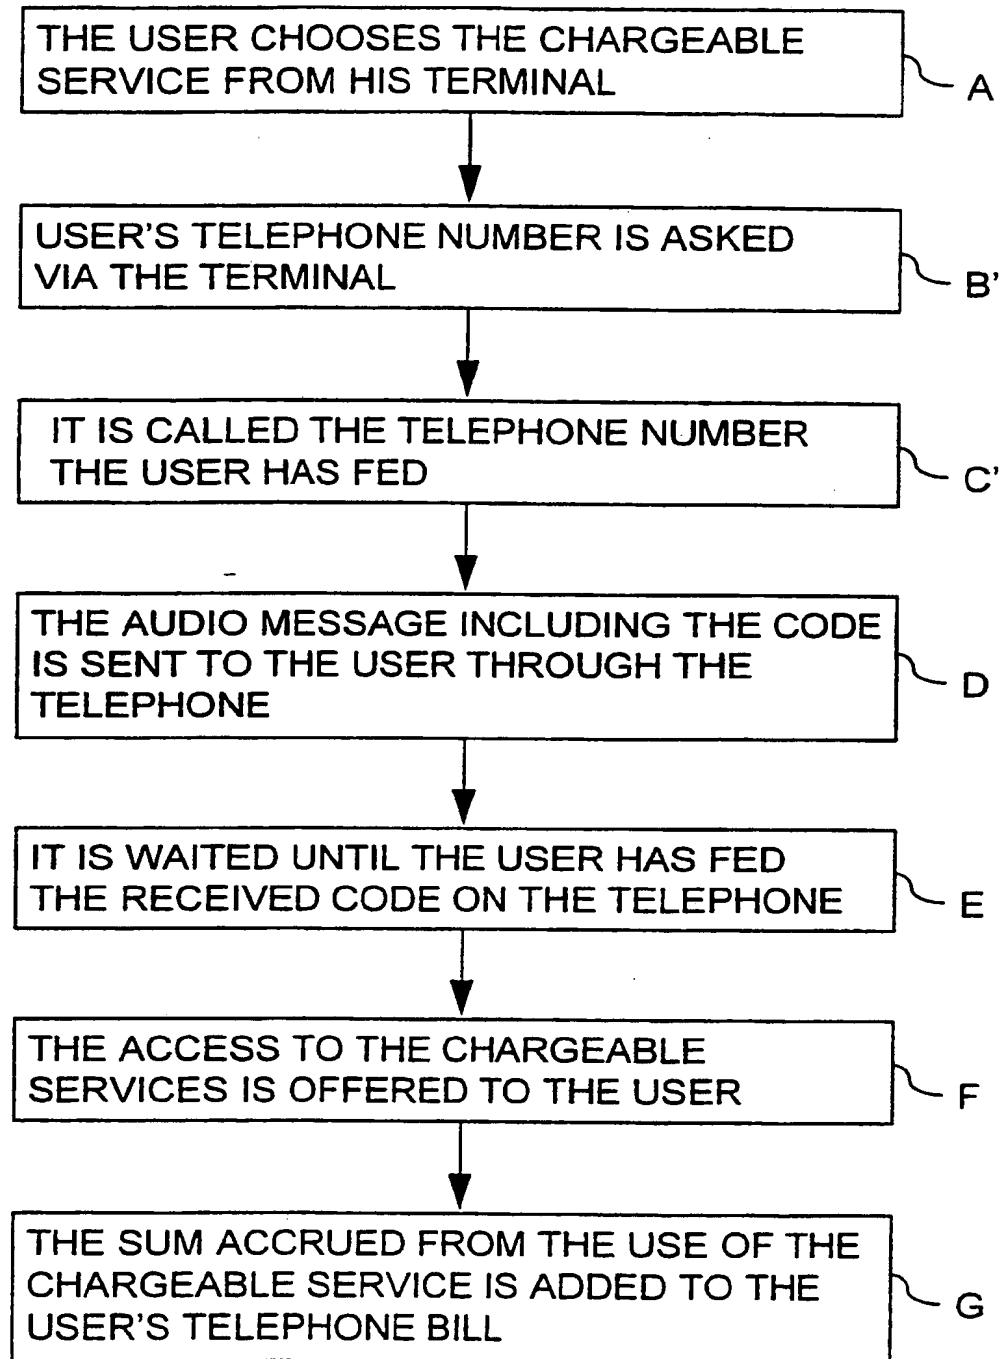 THE USER CHOOSES THE CHARGEABLE
SERVICE FROM HIS TERMINAL
A
USER'S TELEPHONE NUMBER IS ASKED
VIA THE TERMINAL
B'
IT IS CALLED THE TELEPHONE NUMBER
THE USER HAS FED
C'
THE AUDIO MESSAGE INCLUDING THE CODE
IS SENT TO THE USER THROUGH THE
TELEPHONE
D
IT IS WAITED UNTIL THE USER HAS FED
THE RECEIVED CODE ON THE TELEPHONE
E
THE ACCESS TO THE CHARGEABLE
SERVICES IS OFFERED TO THE USER
F
THE SUM ACCRUED FROM THE USE OF THE
CHARGEABLE SERVICE IS ADDED TO THE
USER'S TELEPHONE BILL
G